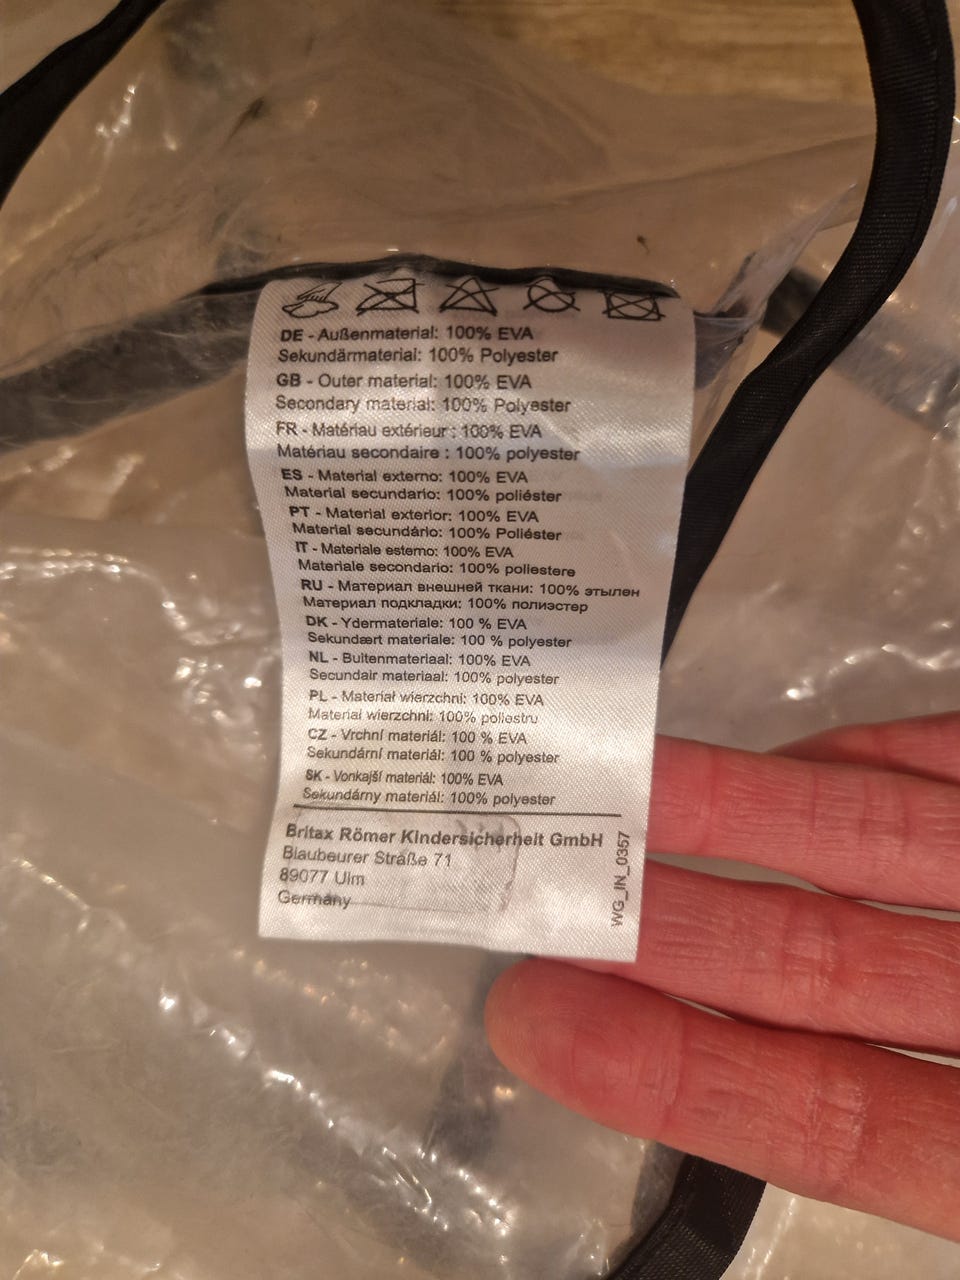 DE - Außenmaterial: 100% EVA
Sekundärmaterial: 100% Polyester
GB - Outer material: 100% EVA
Secondary material: 100% Polyester
FR - Matériau extérieur : 100% EVA
Matériau secondaire : 100% polyester
ES - Material externo: 100% EVA
Material secundario: 100% poliéster
PT - Material exterior: 100% EVA
Material secundário: 100% Poliéster
IT - Materiale esterno: 100% EVA
Materiale secondario: 100% poliestere
RU - Материал внешней ткани: 100% этылен
Материал подкладки: 100% полиэстер
DK - Ydermateriale: 100 % EVA
Sekundært materiale: 100 % polyester
NL - Buitenmateriaal: 100% EVA
Secundair materiaal: 100% polyester
PL - Materiał wierzchni: 100% EVA
Materiał wierzchni: 100% poliestru
CZ - Vrchní materiál: 100 % EVA
Sekundární materiál: 100 % polyester
SK - Vonkajší materiál: 100% EVA
Sekundárny materiál: 100% polyester
Britax Römer Kindersicherheit GmbH
Blaubeurer Straße 71
89077 Ulm
Germany
WG_IN_0357